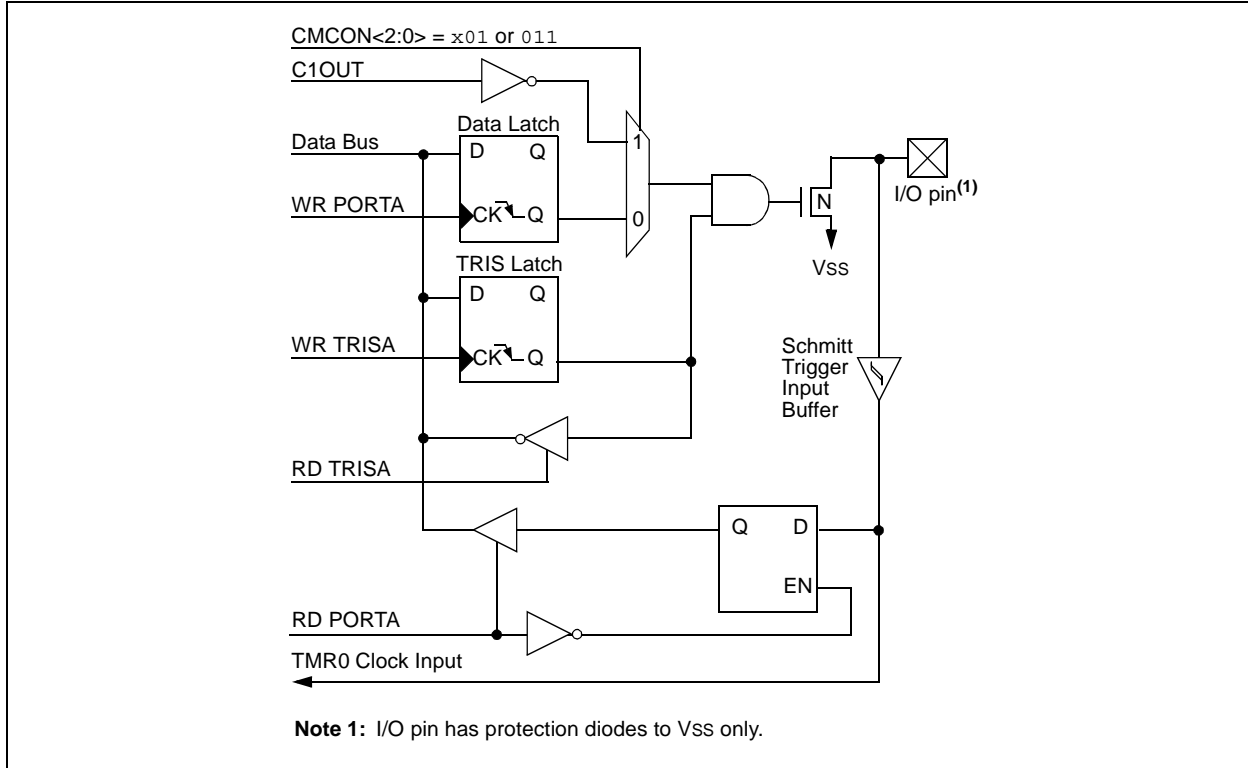 CMCON<2:0> = x01 or 011
C1OUT
Data Latch
Data Bus
D Q
1
WR PORTA
CK Q
0
N
I/O pin(1)
VSS
TRIS Latch
D Q
WR TRISA
CK Q
Schmitt
Trigger
Input
Buffer
RD TRISA
Q D
EN
RD PORTA
TMR0 Clock Input
Note 1: I/O pin has protection diodes to VSS only.